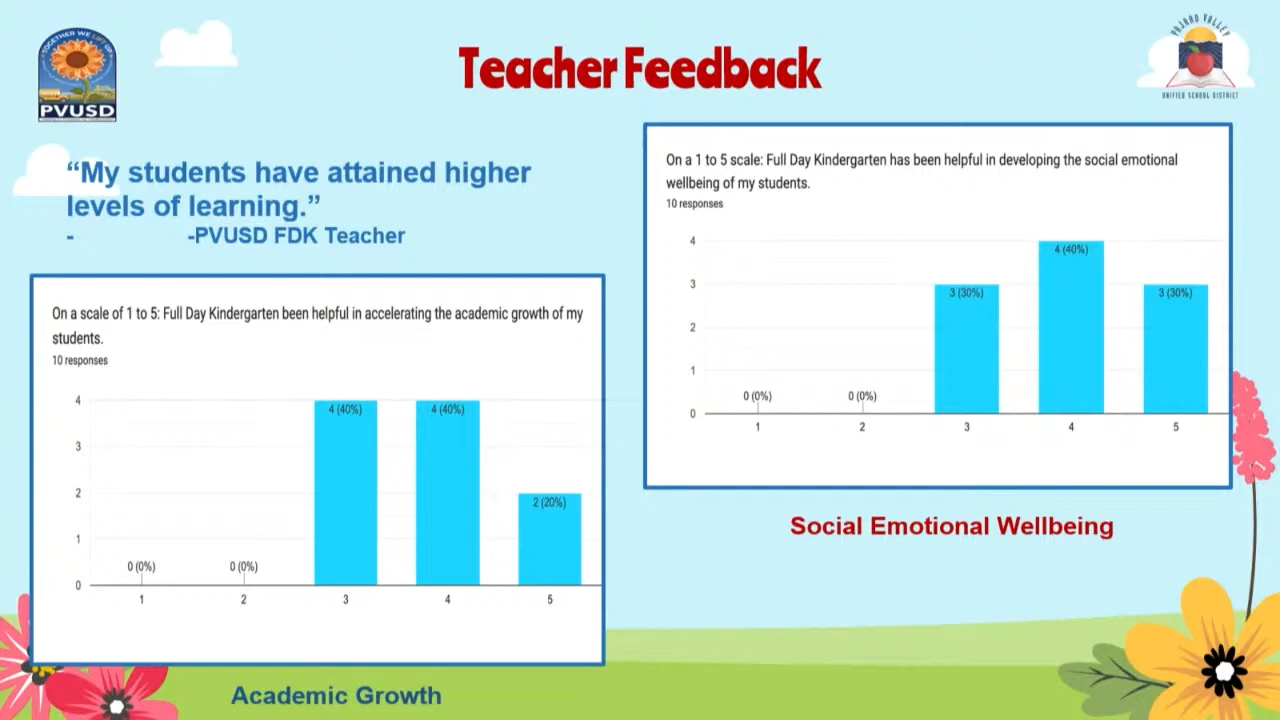 TOGETHER WE LIFT UP
PVUSD
Teacher Feedback
PAJARO VALLEY
UNIFIED SCHOOL DISTRICT
“My students have attained higher
levels of learning.”
- -PVUSD FDK Teacher
On a scale of 1 to 5: Full Day Kindergarten been helpful in accelerating the academic growth of my
students.
10 responses
4
3
2
1
0
0 (0%)
0 (0%)
4 (40%)
4 (40%)
2 (20%)
1 2 3 4 5
Academic Growth
On a 1 to 5 scale: Full Day Kindergarten has been helpful in developing the social emotional
wellbeing of my students.
10 responses
4
3
2
1
0
0 (0%)
0 (0%)
3 (30%)
4 (40%)
3 (30%)
1 2 3 4 5
Social Emotional Wellbeing